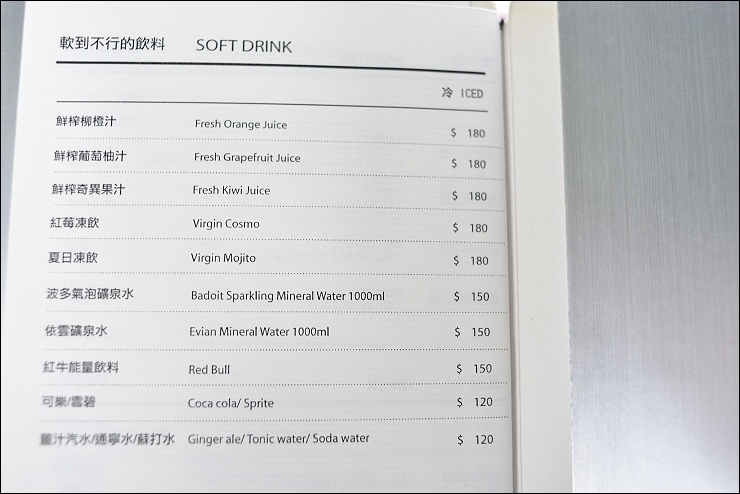 軟到不行的飲料 SOFT DRINK
冷 ICED
鮮榨柳橙汁 Fresh Orange Juice $ 180
鮮榨葡萄柚汁 Fresh Grapefruit Juice $ 180
鮮榨奇異果汁 Fresh Kiwi Juice $ 180
紅莓凍飲 Virgin Cosmo $ 180
夏日凍飲 Virgin Mojito $ 180
波多氣泡礦泉水 Badoit Sparkling Mineral Water 1000ml $ 150
依雲礦泉水 Evian Mineral Water 1000ml $ 150
紅牛能量飲料 Red Bull $ 150
可樂/雪碧 Coca cola/ Sprite $ 120
薑汁汽水/通寧水/蘇打水 Ginger ale/ Tonic water/ Soda water $ 120